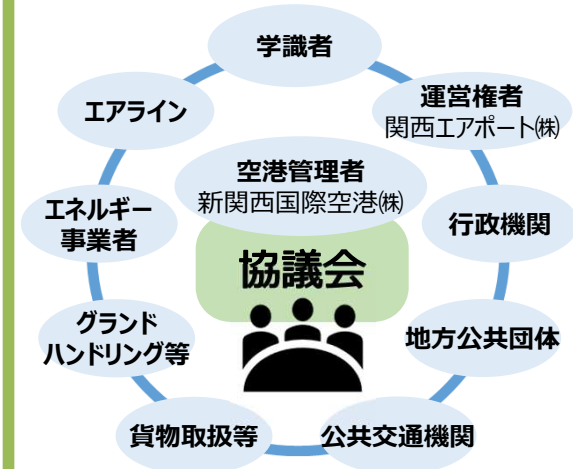 学識者
エアライン
運営権者
関西エアポート㈱
空港管理者
新関西国際空港㈱
エネルギー
事業者
行政機関
協議会
グランド
ハンドリング等
地方公共団体
貨物取扱等
公共交通機関